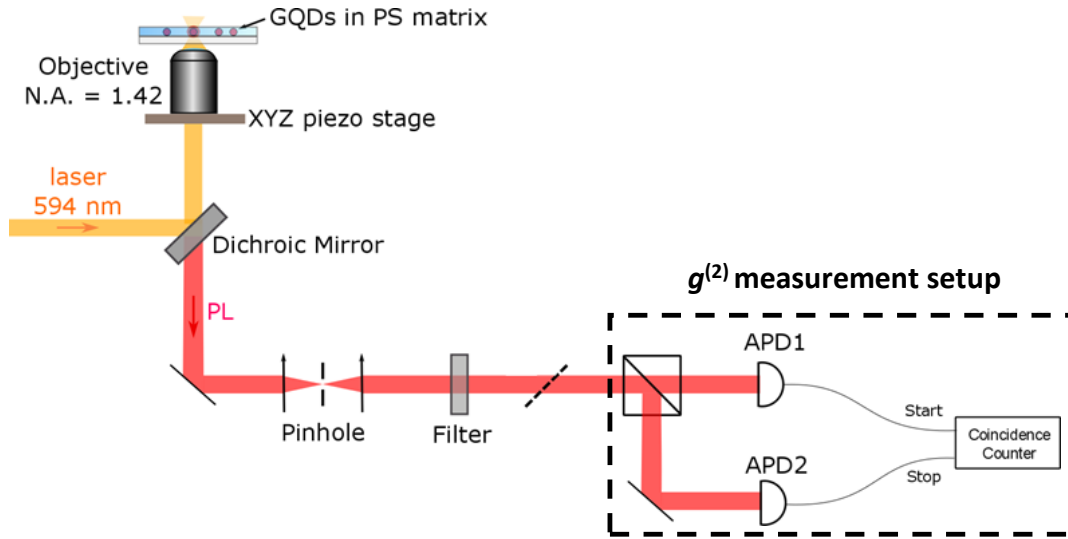 GQDs in PS matrix
Objective
N.A. = 1.42
XYZ piezo stage
laser
594 nm
Dichroic Mirror
PL
Pinhole
Filter
g(2) measurement setup
APD1
Start
Coincidence
Counter
APD2
Stop